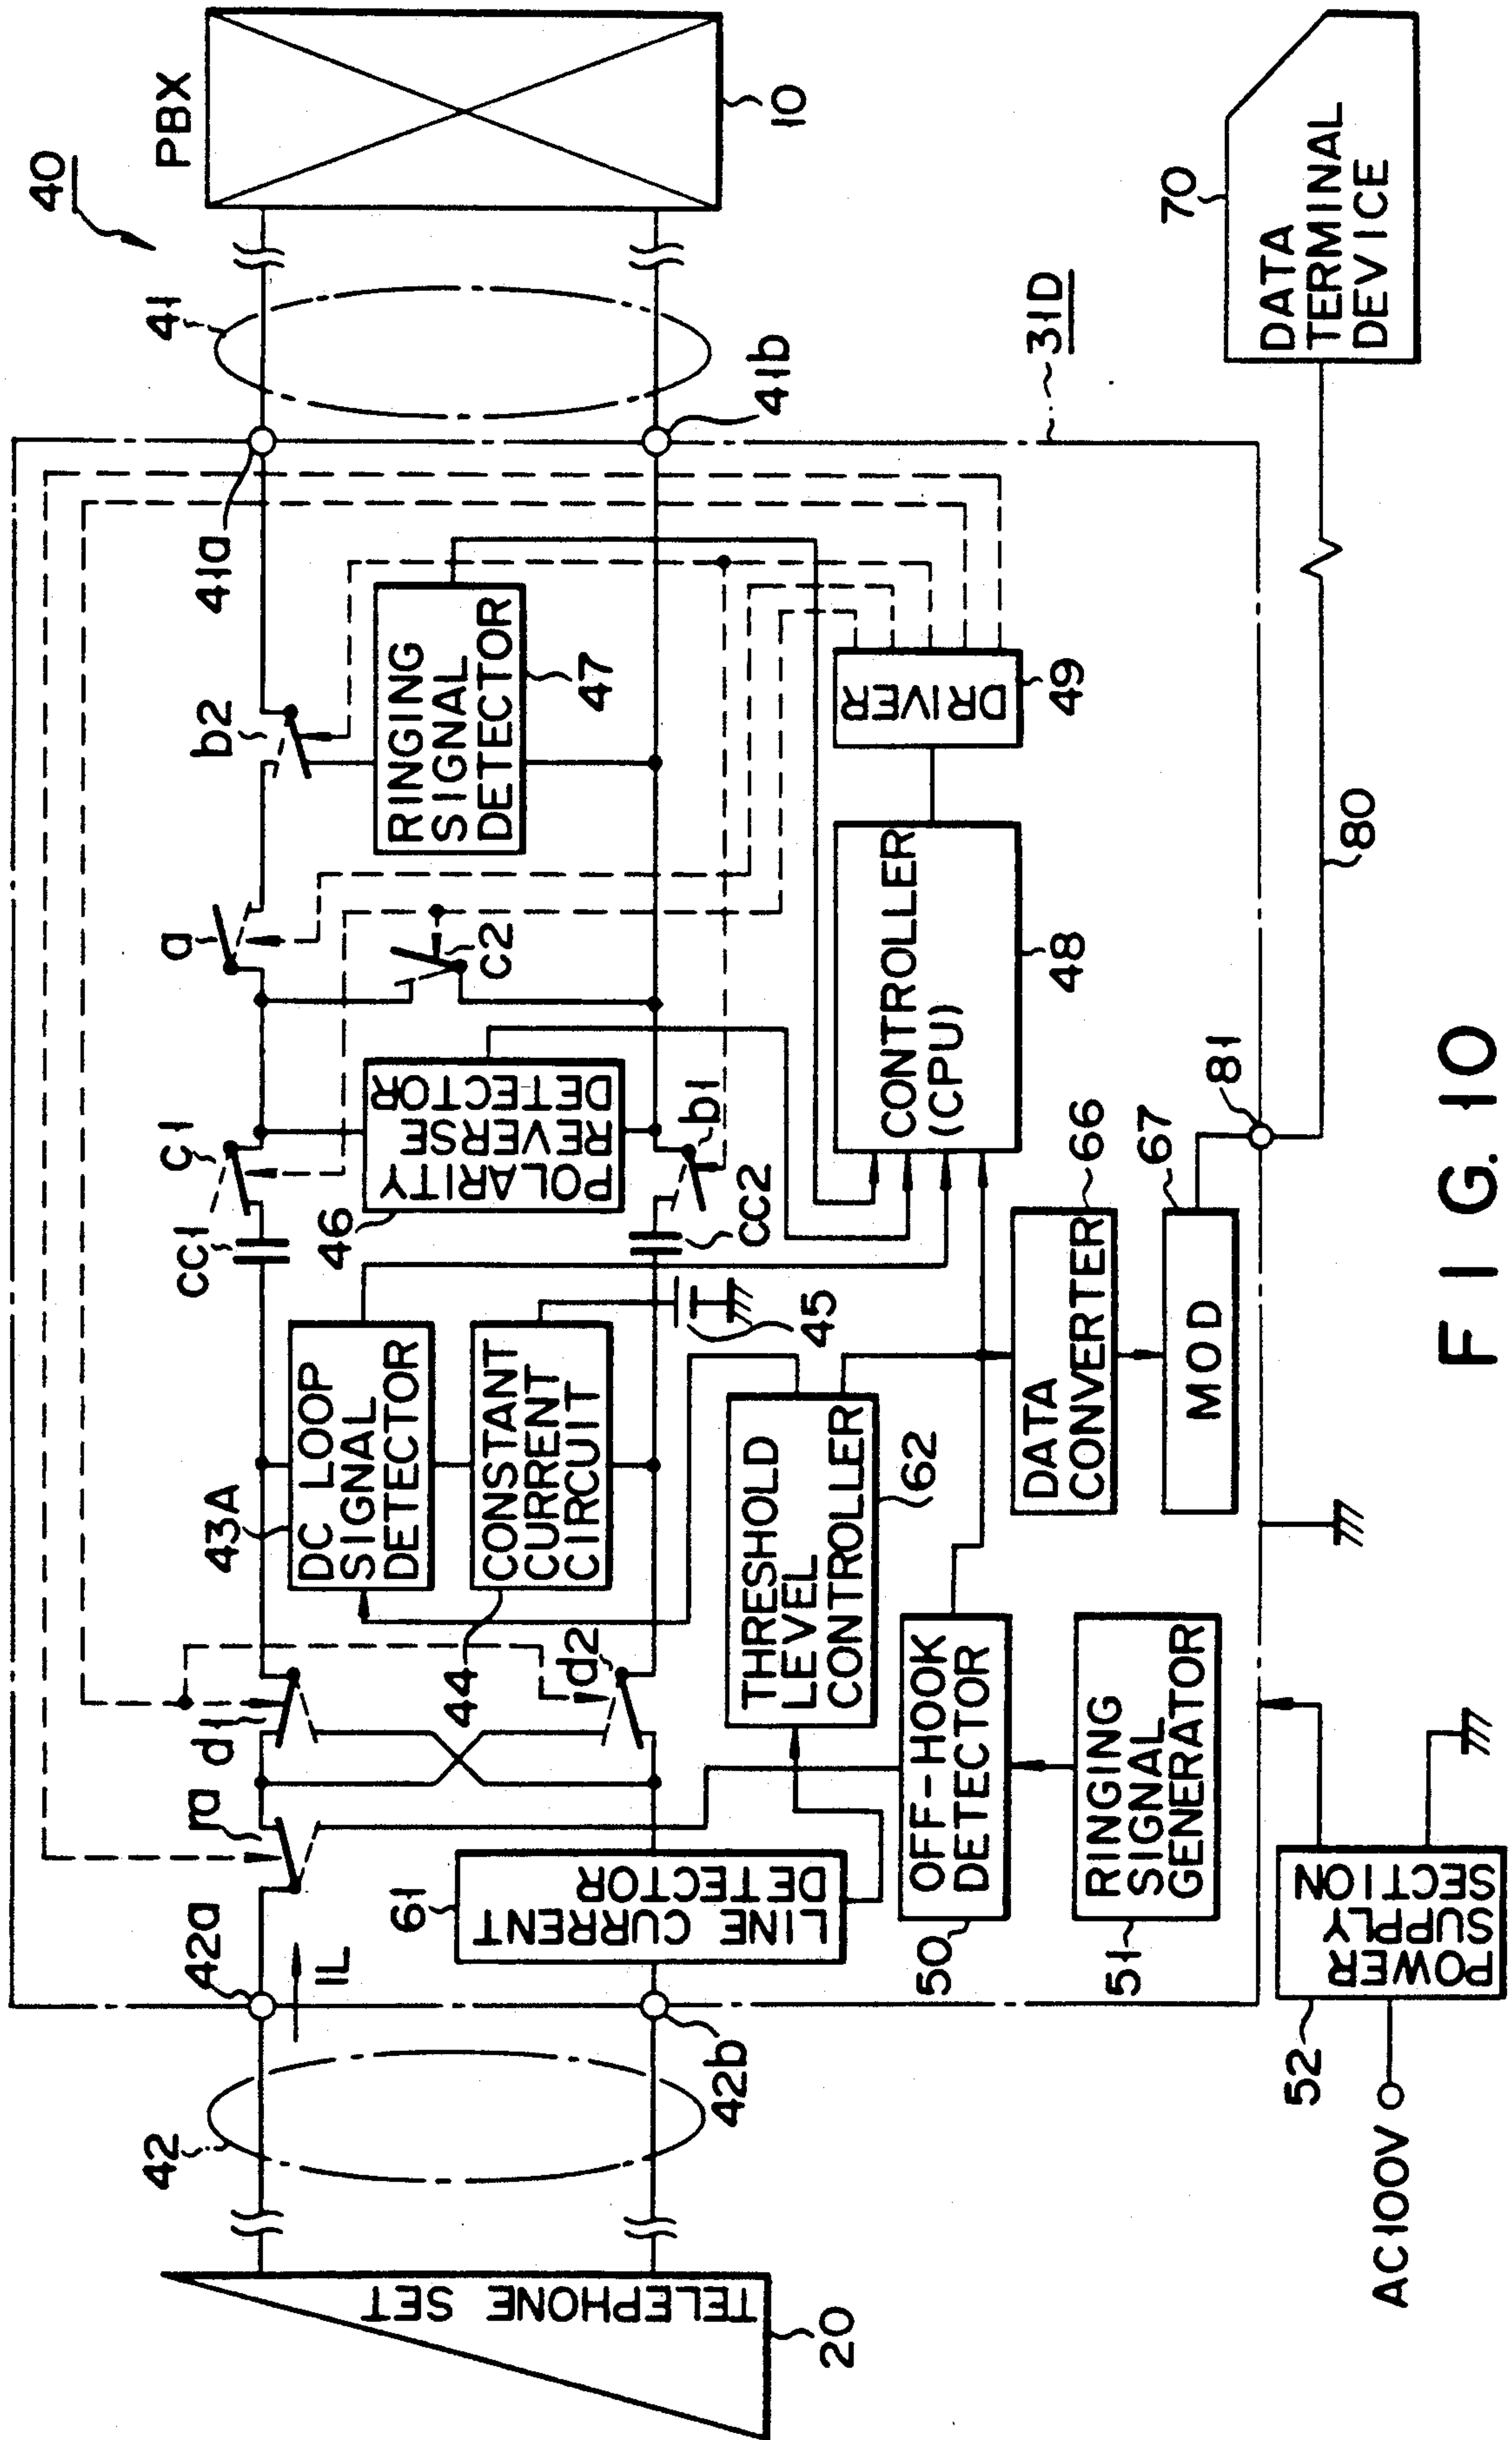 40
PBX
10
41
41a
41b
31D
70
DATA
TERMINAL
DEVICE
80
81
b2
RINGING
SIGNAL
DETECTOR
47
a
c2
DRIVER
49
c1
cc1
POLARITY
REVERSE
DETECTOR
46
b1
cc2
CONTROLLER
(CPU)
48
43A
DC LOOP
SIGNAL
DETECTOR
CONSTANT
CURRENT
CIRCUIT
44
45
THRESHOLD
LEVEL
CONTROLLER
62
DATA
CONVERTER
66
MOD
67
ra
d1
d2
LINE CURRENT
DETECTOR
61
OFF-HOOK
DETECTOR
50
RINGING
SIGNAL
GENERATOR
51
42a
IL
42b
42
TELEPHONE SET
20
POWER
SUPPLY
SECTION
52
AC100V
FIG. 10